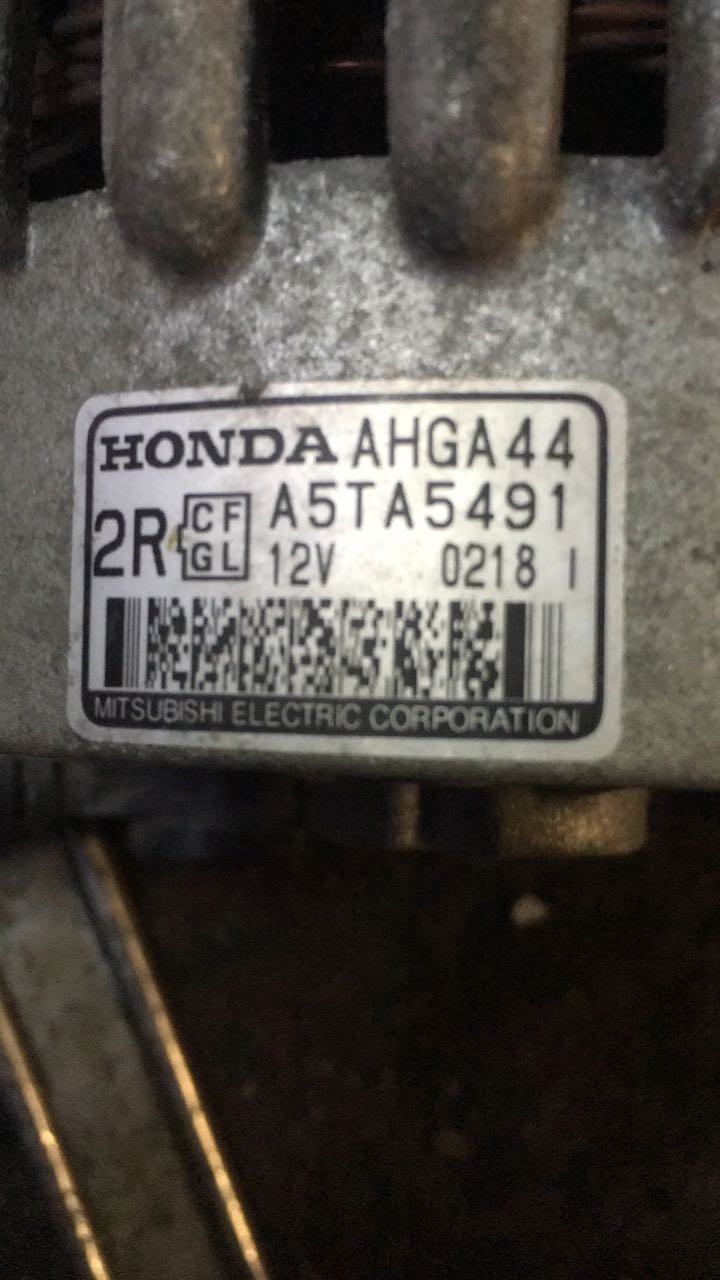 HONDA AHGA44
2R CF GL A5TA5491
12V 0218 I
MITSUBISHI ELECTRIC CORPORATION